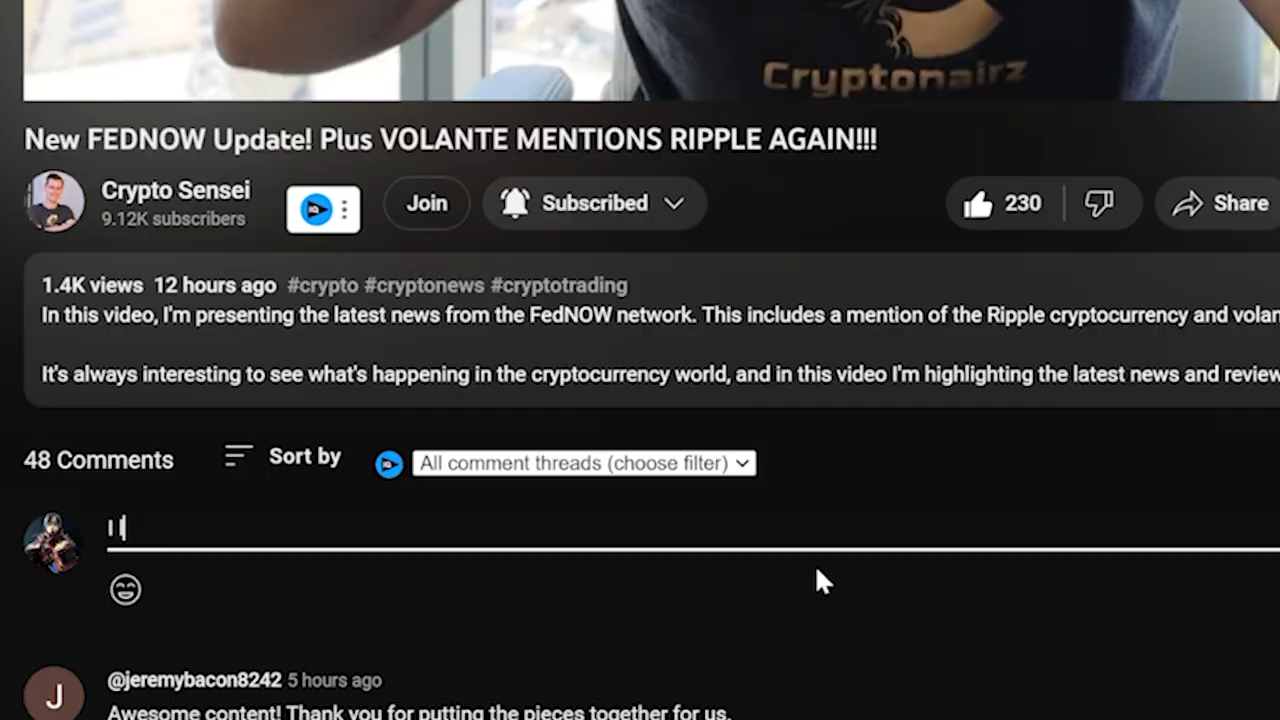 Cryptonairz
New FEDNOW Update! Plus VOLANTE MENTIONS RIPPLE AGAIN!!!
Crypto Sensei
9.12K subscribers
IQ
Join
Subscribed
230
Share
1.4K views 12 hours ago #crypto #cryptonews #cryptotrading
In this video, I'm presenting the latest news from the FedNOW network. This includes a mention of the Ripple cryptocurrency and volan
It's always interesting to see what's happening in the cryptocurrency world, and in this video I'm highlighting the latest news and review
48 Comments
Sort by
IQ
All comment threads (choose filter)
I l
J
@jeremybacon8242 5 hours ago
Awesome content! Thank you for putting the pieces together for us.